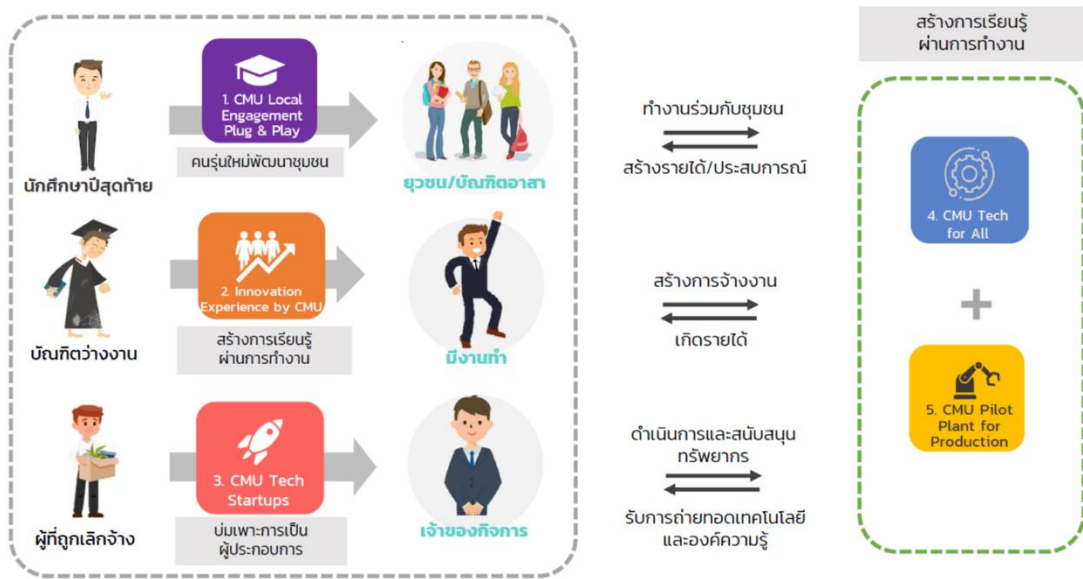 สร้างการเรียนรู้
ผ่านการทำงาน
1. CMU Local
Engagement
Plug & Play
คนรุ่นใหม่พัฒนาชุมชน
นักศึกษาปีสุดท้าย
ยุวชน/บัณฑิตอาสา
ทำงานร่วมกับชุมชน
สร้างรายได้/ประสบการณ์
4. CMU Tech
for All
2. Innovation
Experience by CMU
สร้างการเรียนรู้
ผ่านการทำงาน
บัณฑิตว่างงาน
มีงานทำ
สร้างการจ้างงาน
เกิดรายได้
+
5. CMU Pilot
Plant for
Production
3. CMU Tech
Startups
บ่มเพาะการเป็น
ผู้ประกอบการ
ผู้ที่ถูกเลิกจ้าง
เจ้าของกิจการ
ดำเนินการและสนับสนุน
ทรัพยากร
รับการถ่ายทอดเทคโนโลยี
และองค์ความรู้